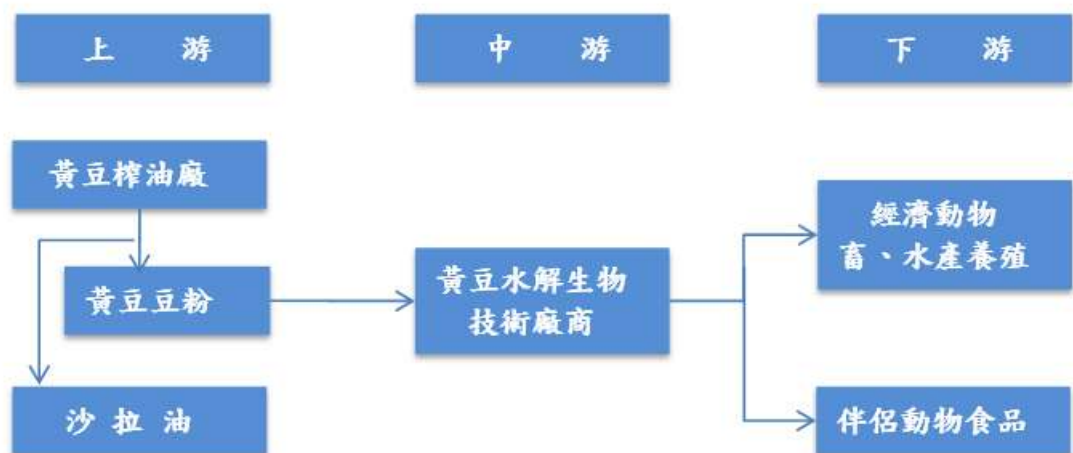 上 游
中 游
下 游
黃豆榨油廠
黃豆豆粉
沙 拉 油
黃豆水解生物
技術廠商
經濟動物
畜、水產養殖
伴侶動物食品